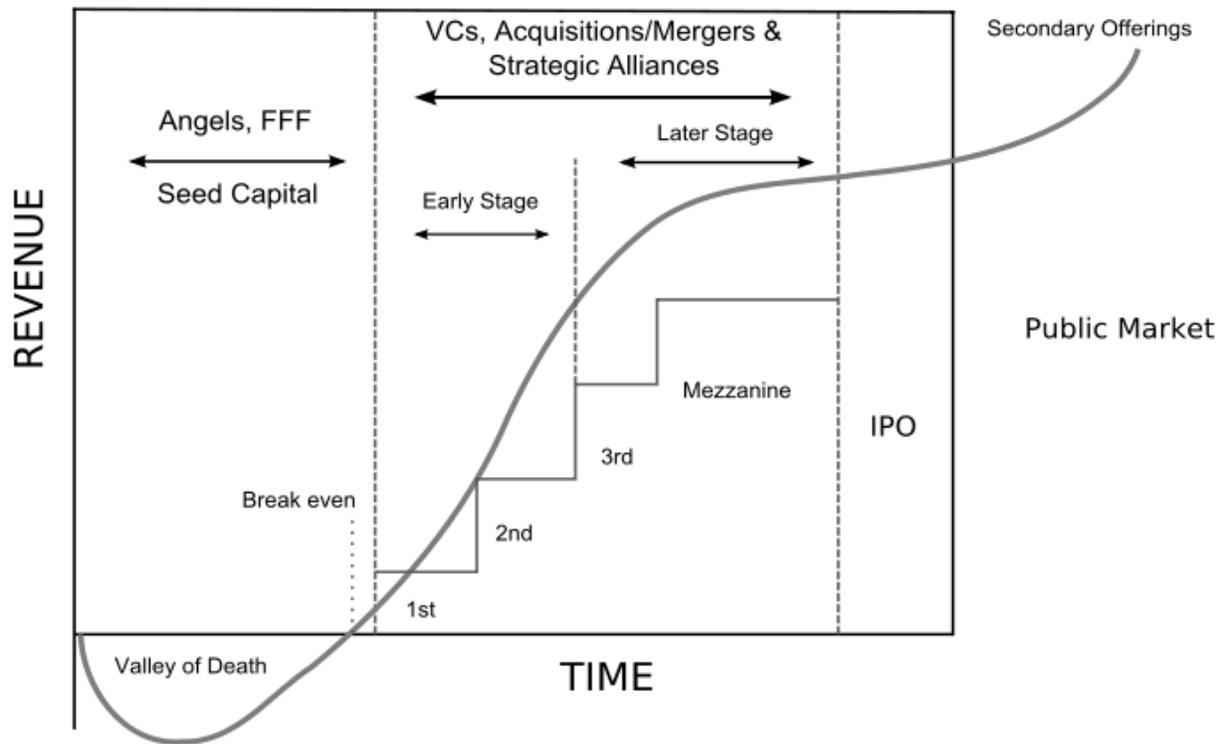 VCs, Acquisitions/Mergers &
Strategic Alliances
Secondary Offerings
Angels, FFF
Seed Capital
Later Stage
Early Stage
REVENUE
Public Market
Mezzanine
IPO
3rd
Break even
2nd
1st
Valley of Death
TIME